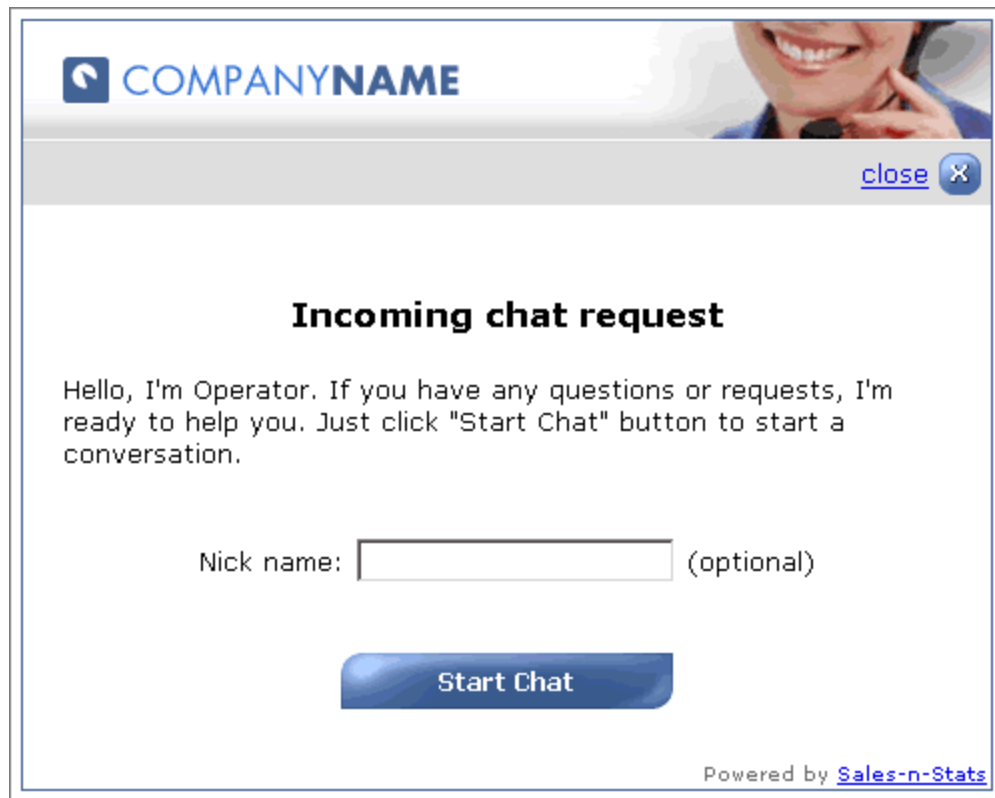 COMPANYNAME
close
Incoming chat request
Hello, I'm Operator. If you have any questions or requests, I'm
ready to help you. Just click "Start Chat" button to start a
conversation.
Nick name: (optional)
Start Chat
Powered by Sales-n-Stats